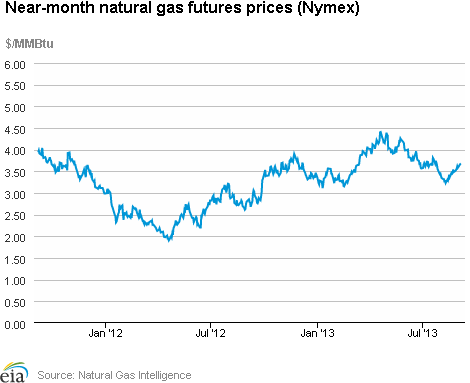 Near-month natural gas futures prices (Nymex)
$/MMBtu
6.00
5.50
5.00
4.50
4.00
3.50
3.00
2.50
2.00
1.50
1.00
0.50
0.00
Jan '12
Jul '12
Jan '13
Jul '13
eia
Source: Natural Gas Intelligence